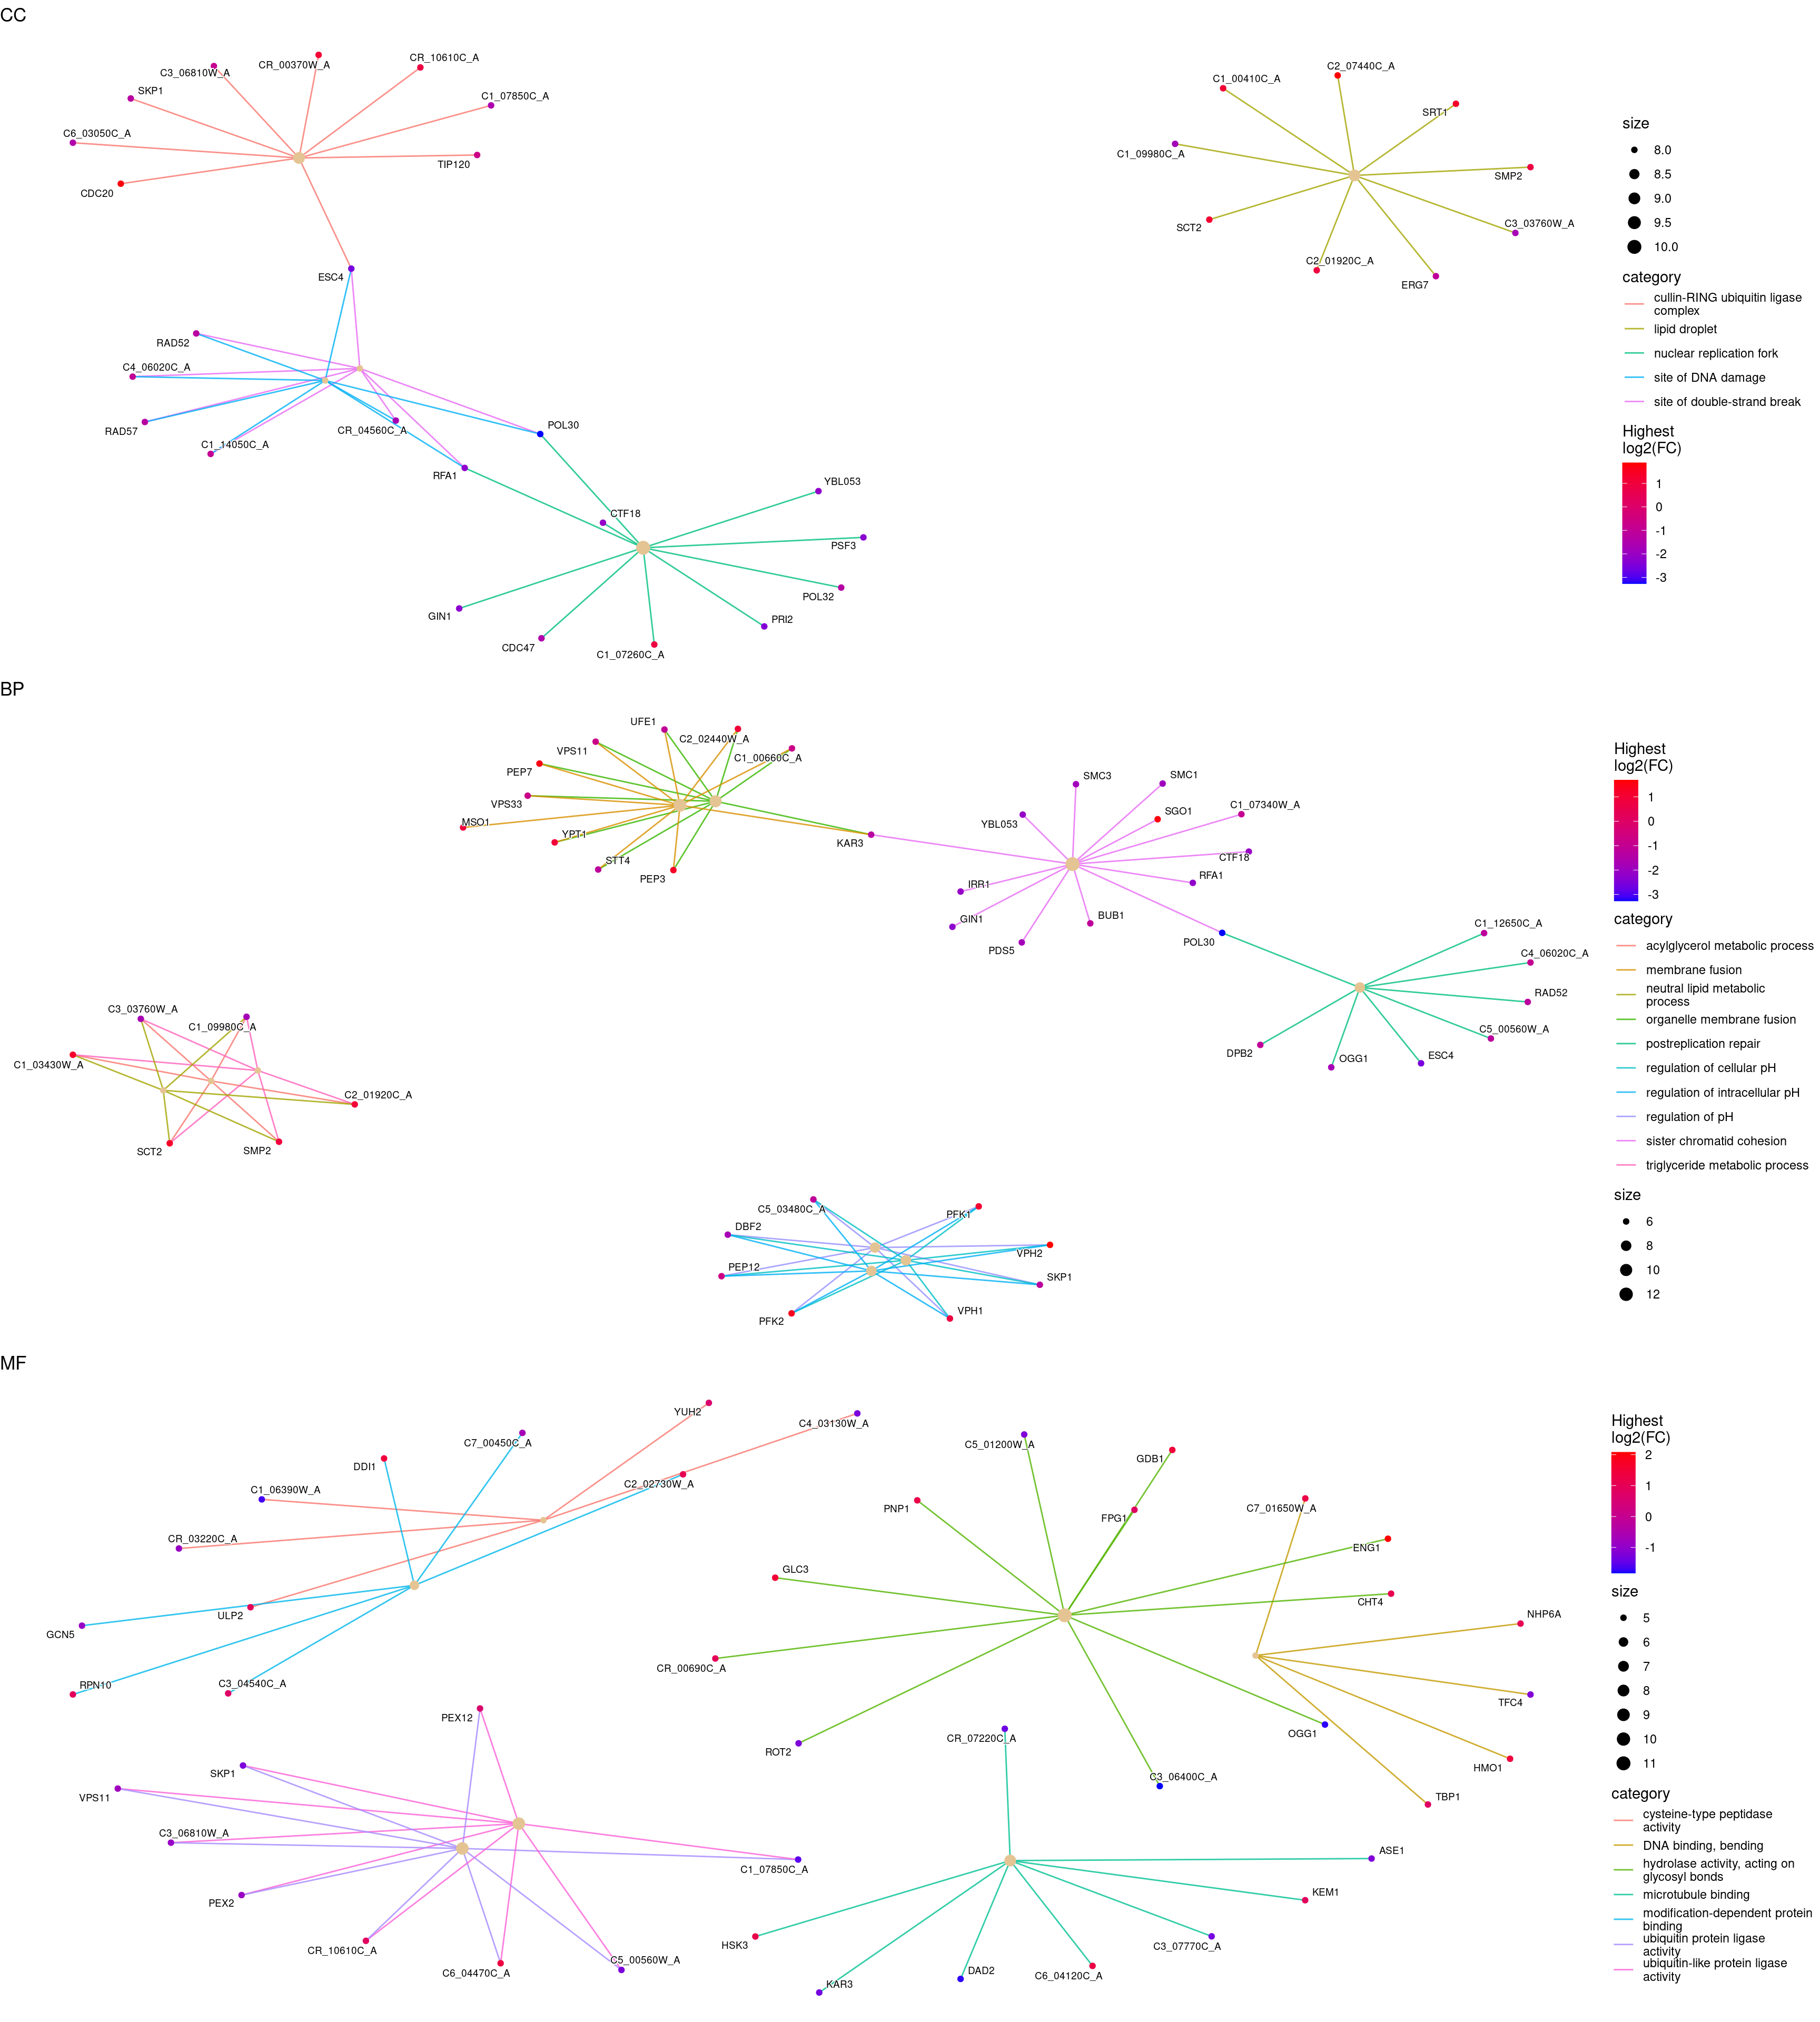 CC
C3_06810W_A
CR_00370W_A
CR_10610C_A
SKP1
C1_07850C_A
C6_03050C_A
TIP120
CDC20
ESC4
RAD52
C4_06020C_A
RAD57
C1_14050C_A
CR_04560C_A
POL30
RFA1
CTF18
YBL053
PSF3
POL32
PRI2
GIN1
CDC47
C1_07260C_A
C1_00410C_A
C2_07440C_A
SRT1
C1_09980C_A
SMP2
SCT2
C3_03760W_A
C2_01920C_A
ERG7
size
8.0
8.5
9.0
9.5
10.0
category
cullin-RING ubiquitin ligase
complex
lipid droplet
nuclear replication fork
site of DNA damage
site of double-strand break
Highest
log2(FC)
1
0
-1
-2
-3
BP
UFE1
C2_02440W_A
VPS11
C1_00660C_A
PEP7
VPS33
MSO1
YPT1
STT4
PEP3
KAR3
SMC3
SMC1
YBL053
SGO1
C1_07340W_A
CTF18
IRR1
RFA1
GIN1
BUB1
PDS5
POL30
C1_12650C_A
C4_06020C_A
RAD52
C5_00560W_A
DPB2
OGG1
ESC4
C3_03760W_A
C1_09980C_A
C1_03430W_A
C2_01920C_A
SCT2
SMP2
C5_03480C_A
PFK1
DBF2
VPH2
PEP12
SKP1
PFK2
VPH1
Highest
log2(FC)
1
0
-1
-2
-3
category
acylglycerol metabolic process
membrane fusion
neutral lipid metabolic
process
organelle membrane fusion
postreplication repair
regulation of cellular pH
regulation of intracellular pH
regulation of pH
sister chromatid cohesion
triglyceride metabolic process
size
6
8
10
12
MF
YUH2
C4_03130W_A
C7_00450C_A
DDI1
C2_02730W_A
C1_06390W_A
CR_03220C_A
ULP2
GCN5
RPN10
C3_04540C_A
C5_01200W_A
GDB1
PNP1
FPG1
C7_01650W_A
ENG1
GLC3
CHT4
NHP6A
CR_00690C_A
TFC4
ROT2
OGG1
HMO1
C3_06400C_A
TBP1
PEX12
SKP1
VPS11
C3_06810W_A
C1_07850C_A
PEX2
CR_10610C_A
C6_04470C_A
C5_00560W_A
CR_07220C_A
ASE1
KEM1
HSK3
C3_07770C_A
KAR3
DAD2
C6_04120C_A
Highest
log2(FC)
2
1
0
-1
size
5
6
7
8
9
10
11
category
cysteine-type peptidase
activity
DNA binding, bending
hydrolase activity, acting on
glycosyl bonds
microtubule binding
modification-dependent protein
binding
ubiquitin protein ligase
activity
ubiquitin-like protein ligase
activity